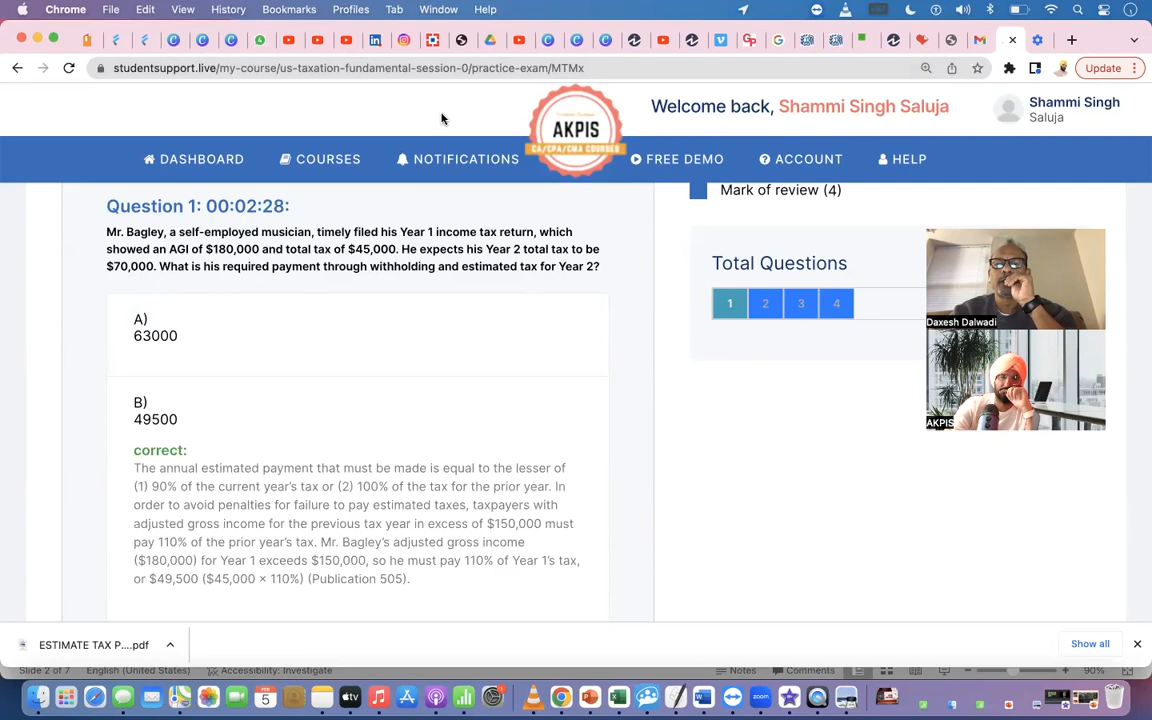 Chrome File Edit View History Bookmarks Profiles Tab Window Help
studentsupport.live/my-course/us-taxation-fundamental-session-0/practice-exam/MTMx
Update
Welcome back, Shammi Singh Saluja
Shammi Singh
Saluja
AKPIS
CA/CPA/CMA COURSES
DASHBOARD COURSES NOTIFICATIONS FREE DEMO ACCOUNT HELP
Mark of review (4)
Question 1: 00:02:28:
Mr. Bagley, a self-employed musician, timely filed his Year 1 income tax return, which
showed an AGI of $180,000 and total tax of $45,000. He expects his Year 2 total tax to be
$70,000. What is his required payment through withholding and estimated tax for Year 2?
A)
63000
B)
49500
correct:
The annual estimated payment that must be made is equal to the lesser of
(1) 90% of the current year's tax or (2) 100% of the tax for the prior year. In
order to avoid penalties for failure to pay estimated taxes, taxpayers with
adjusted gross income for the previous tax year in excess of $150,000 must
pay 110% of the prior year's tax. Mr. Bagley's adjusted gross income
($180,000) for Year 1 exceeds $150,000, so he must pay 110% of Year 1's tax,
or $49,500 ($45,000 × 110%) (Publication 505).
Total Questions
1 2 3 4
Daxesh Dalwadi
AKPIS
ESTIMATE TAX P....pdf
Show all
Slide 2 of 7 English (United States) Accessibility: Investigate Notes Comments 90%
FEB
5
tv
zoom